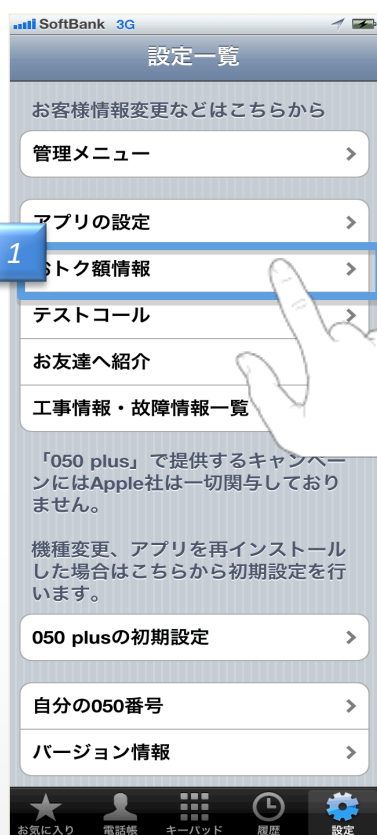 SoftBank 3G
設定一覧
お客様情報変更などはこちらから
管理メニュー
アプリの設定
1
おトク額情報
テストコール
お友達へ紹介
工事情報・故障情報一覧
「050 plus」で提供するキャンペー
ンにはApple社は一切関与しており
ません。
機種変更、アプリを再インストール
した場合はこちらから初期設定を行
います。
050 plusの初期設定
自分の050番号
バージョン情報
お気に入り 電話帳 キーパッド 履歴 設定